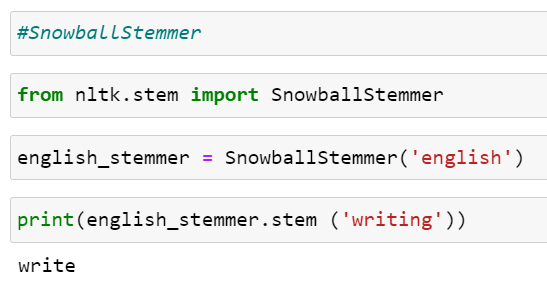 #SnowballStemmer
from nltk.stem import SnowballStemmer
english_stemmer = SnowballStemmer('english')
print(english_stemmer.stem ('writing'))
write